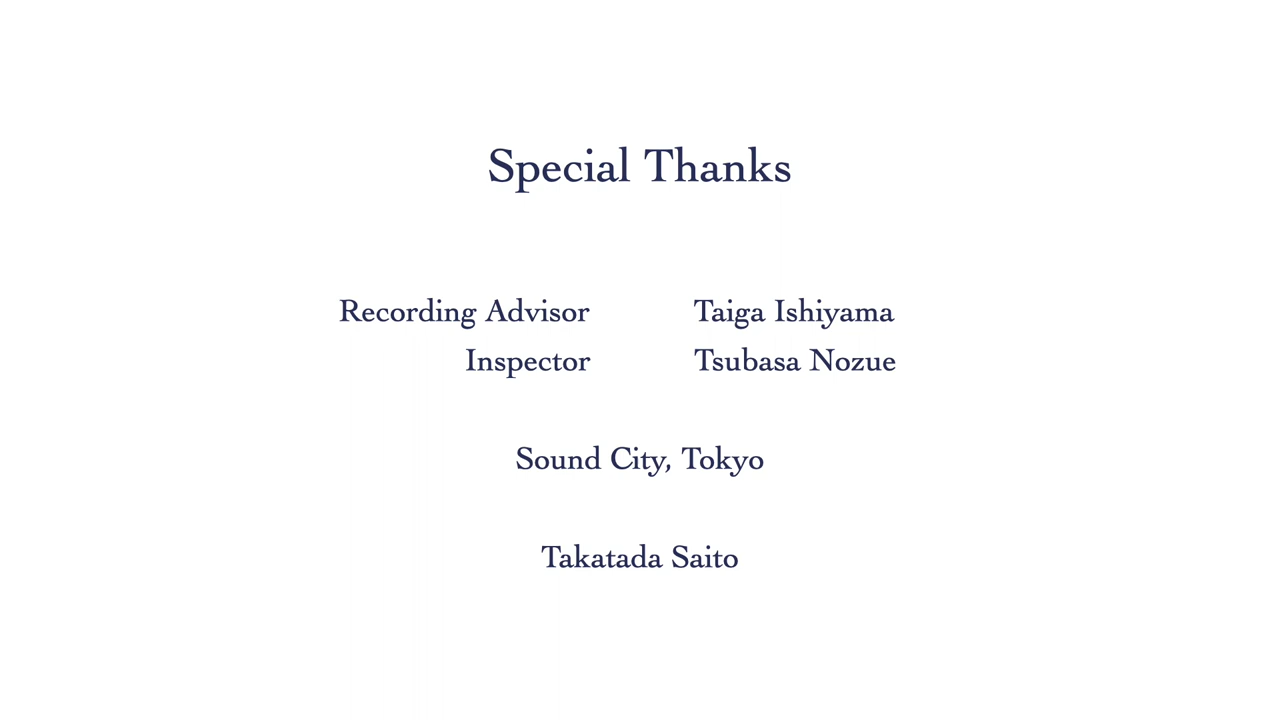 Special Thanks
Recording Advisor Taiga Ishiyama
Inspector Tsubasa Nozue
Sound City, Tokyo
Takatada Saito